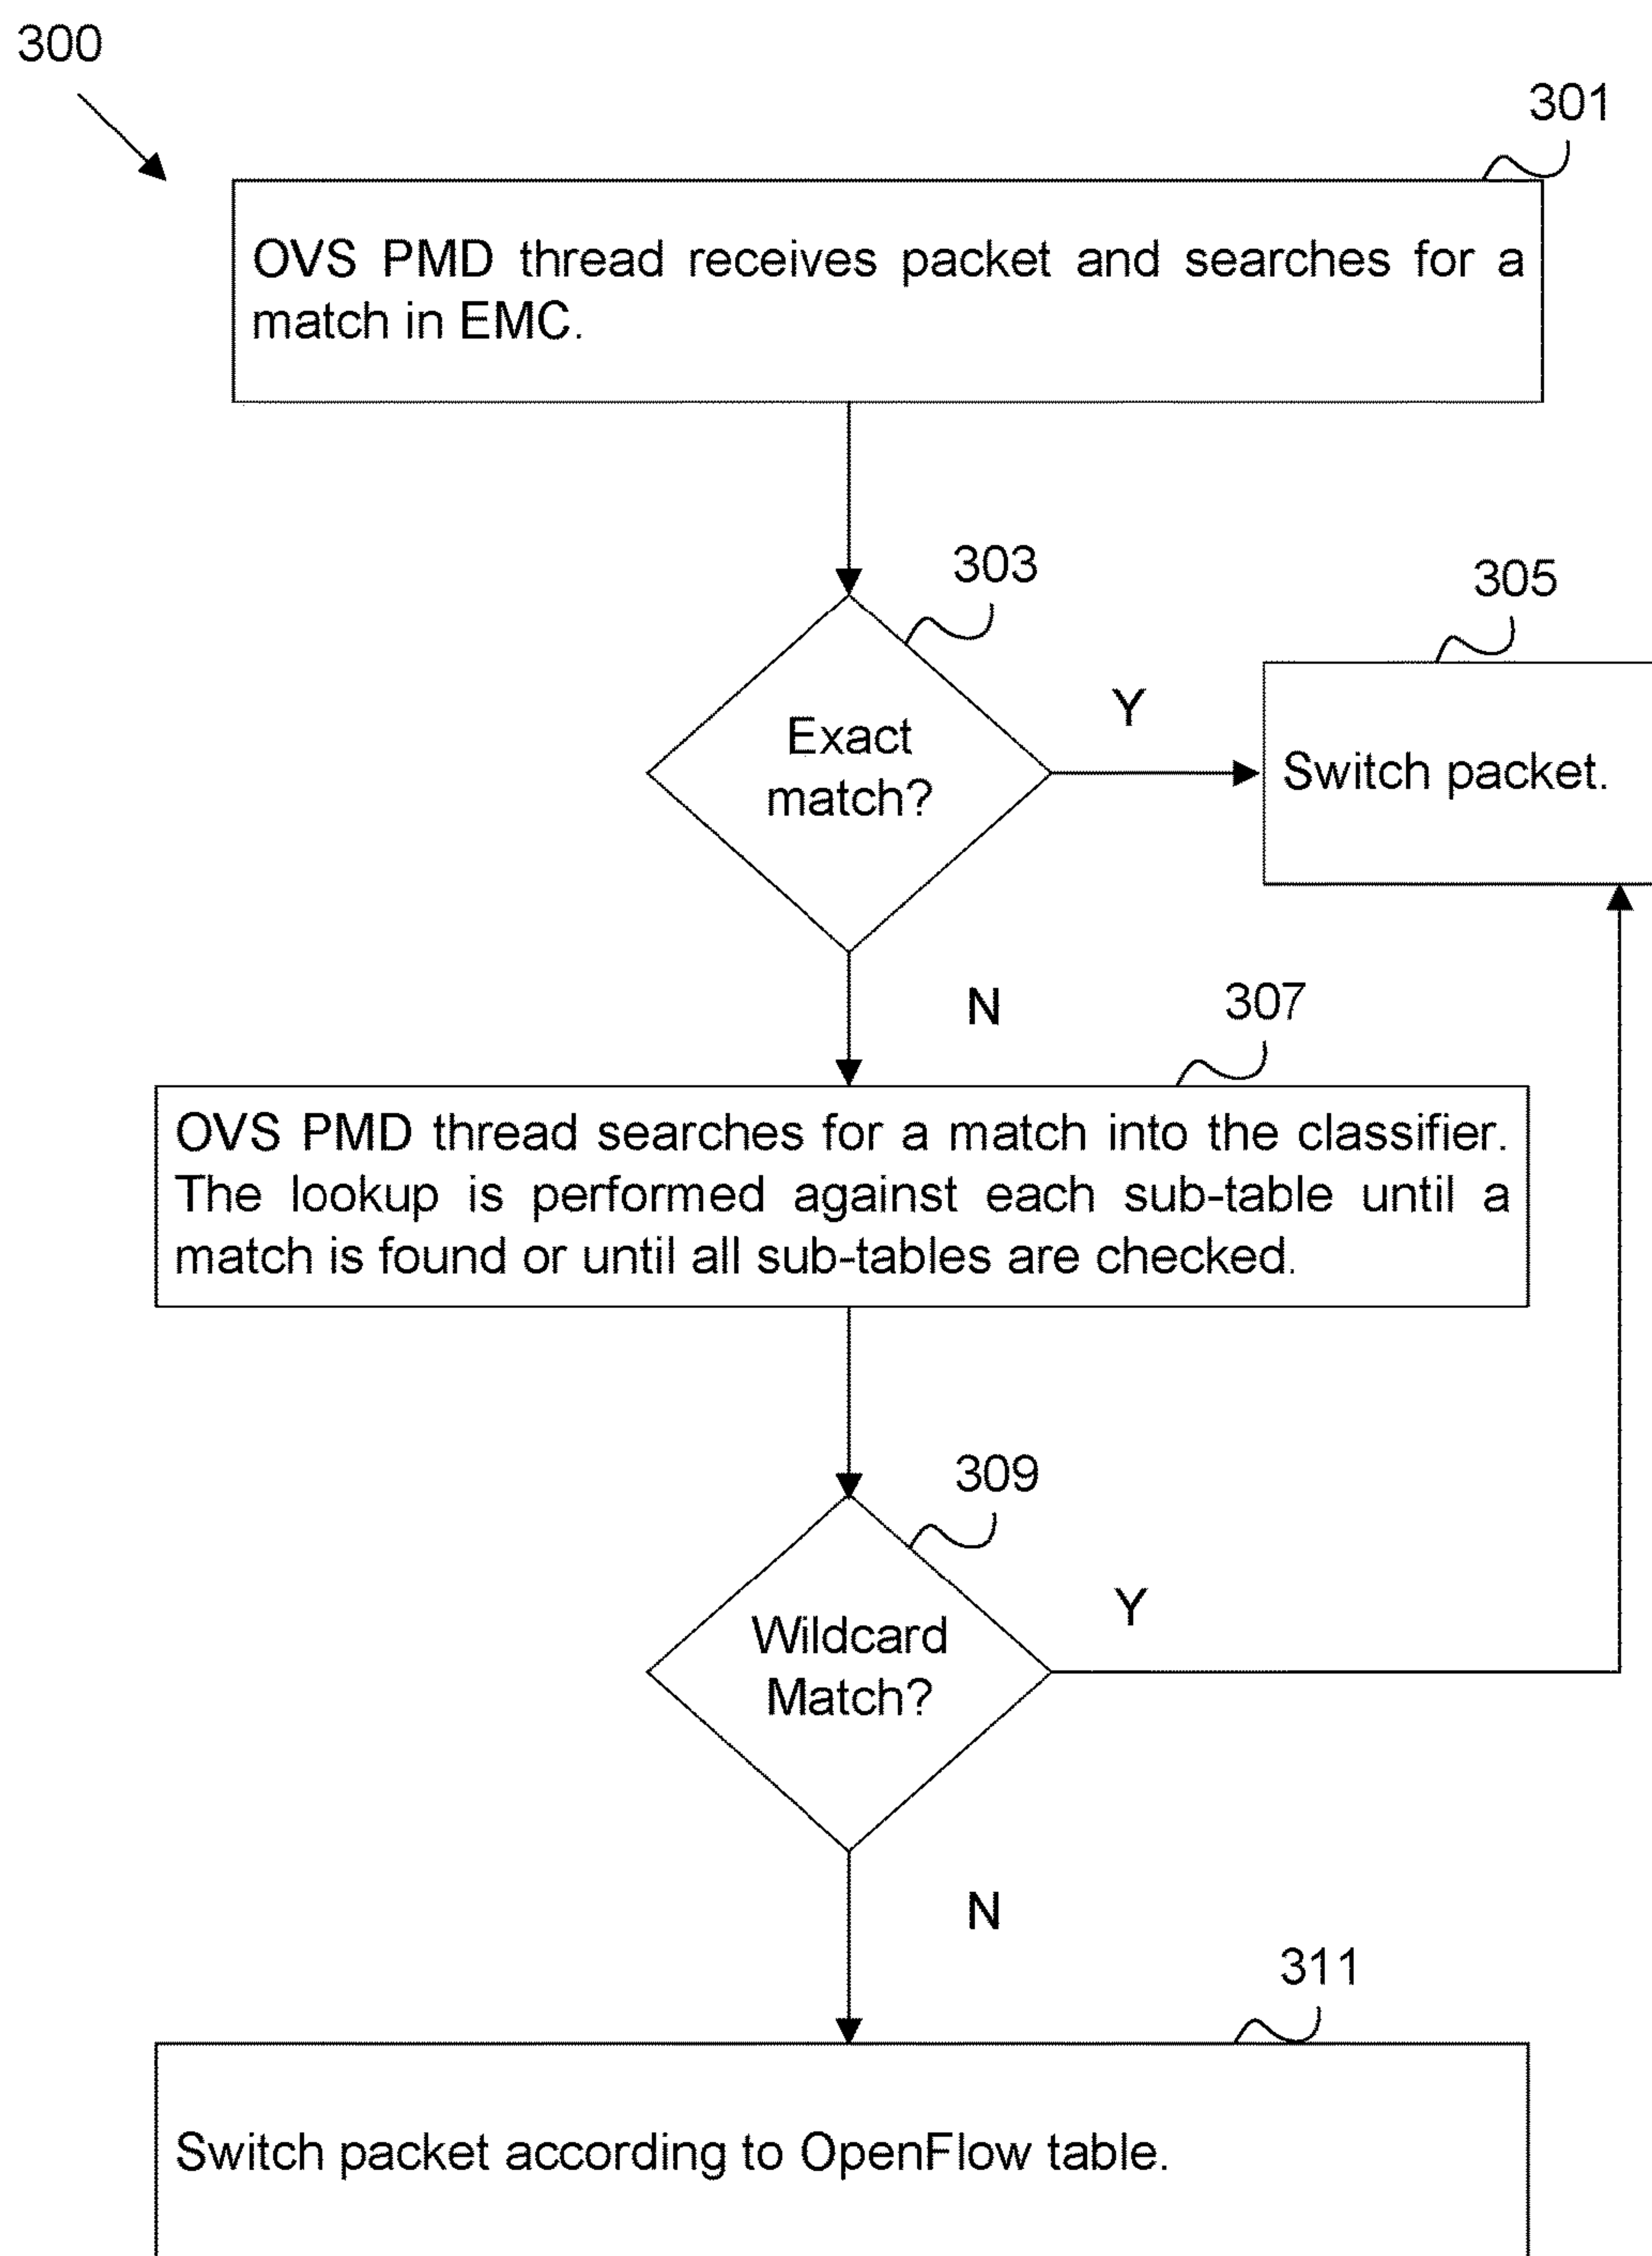 300
301
OVS PMD thread receives packet and searches for a
match in EMC.
303
305
Exact
match?
Y
Switch packet.
N
307
OVS PMD thread searches for a match into the classifier.
The lookup is performed against each sub-table until a
match is found or until all sub-tables are checked.
309
Wildcard
Match?
Y
N
311
Switch packet according to OpenFlow table.